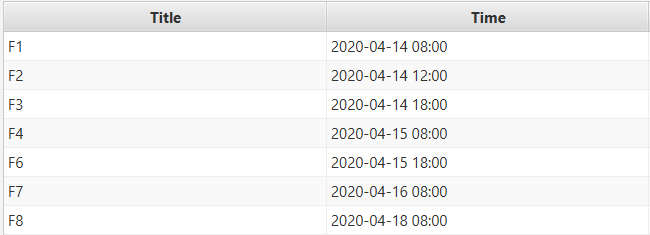 Title Time
F1 2020-04-14 08:00
F2 2020-04-14 12:00
F3 2020-04-14 18:00
F4 2020-04-15 08:00
F6 2020-04-15 18:00
F7 2020-04-16 08:00
F8 2020-04-18 08:00